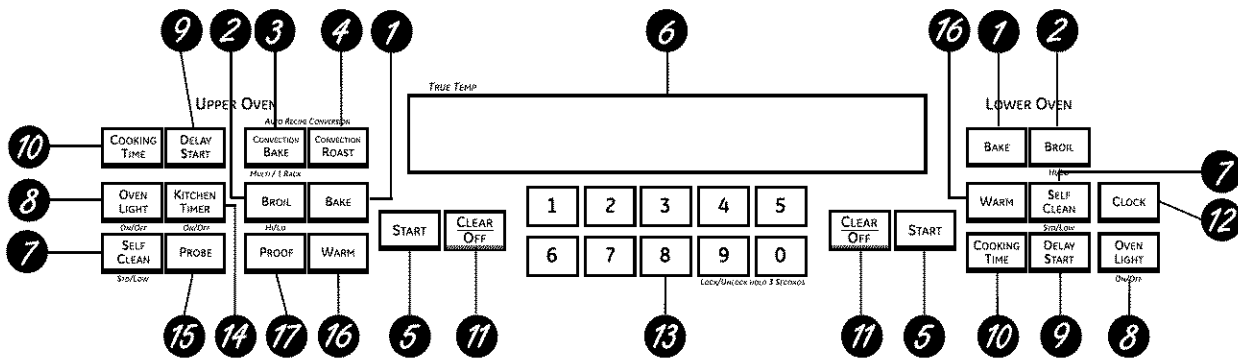 9 2 3 4 1 6 16 1 2
TRUE TEMP
UPPER OVEN
LOWER OVEN
AUTO RECIPE CONVERSION
10
COOKING TIME
DELAY START
CONVECTION BAKE
CONVECTION ROAST
BAKE
BROIL
MULTI / 1 RACK
HI/LO
7
8
OVEN LIGHT
KITCHEN TIMER
BROIL
BAKE
1 2 3 4 5
WARM
SELF CLEAN
CLOCK
12
ON/OFF
ON/OFF
HI/LO
START
CLEAR OFF
CLEAR OFF
START
STD/LOW
7
SELF CLEAN
PROBE
PROOF
WARM
6 7 8 9 0
COOKING TIME
DELAY START
OVEN LIGHT
STD/LOW
LOCK/UNLOCK HOLD 3 SECONDS
ON/OFF
15 14 17 16 5 11 13 11 5 10 9 8